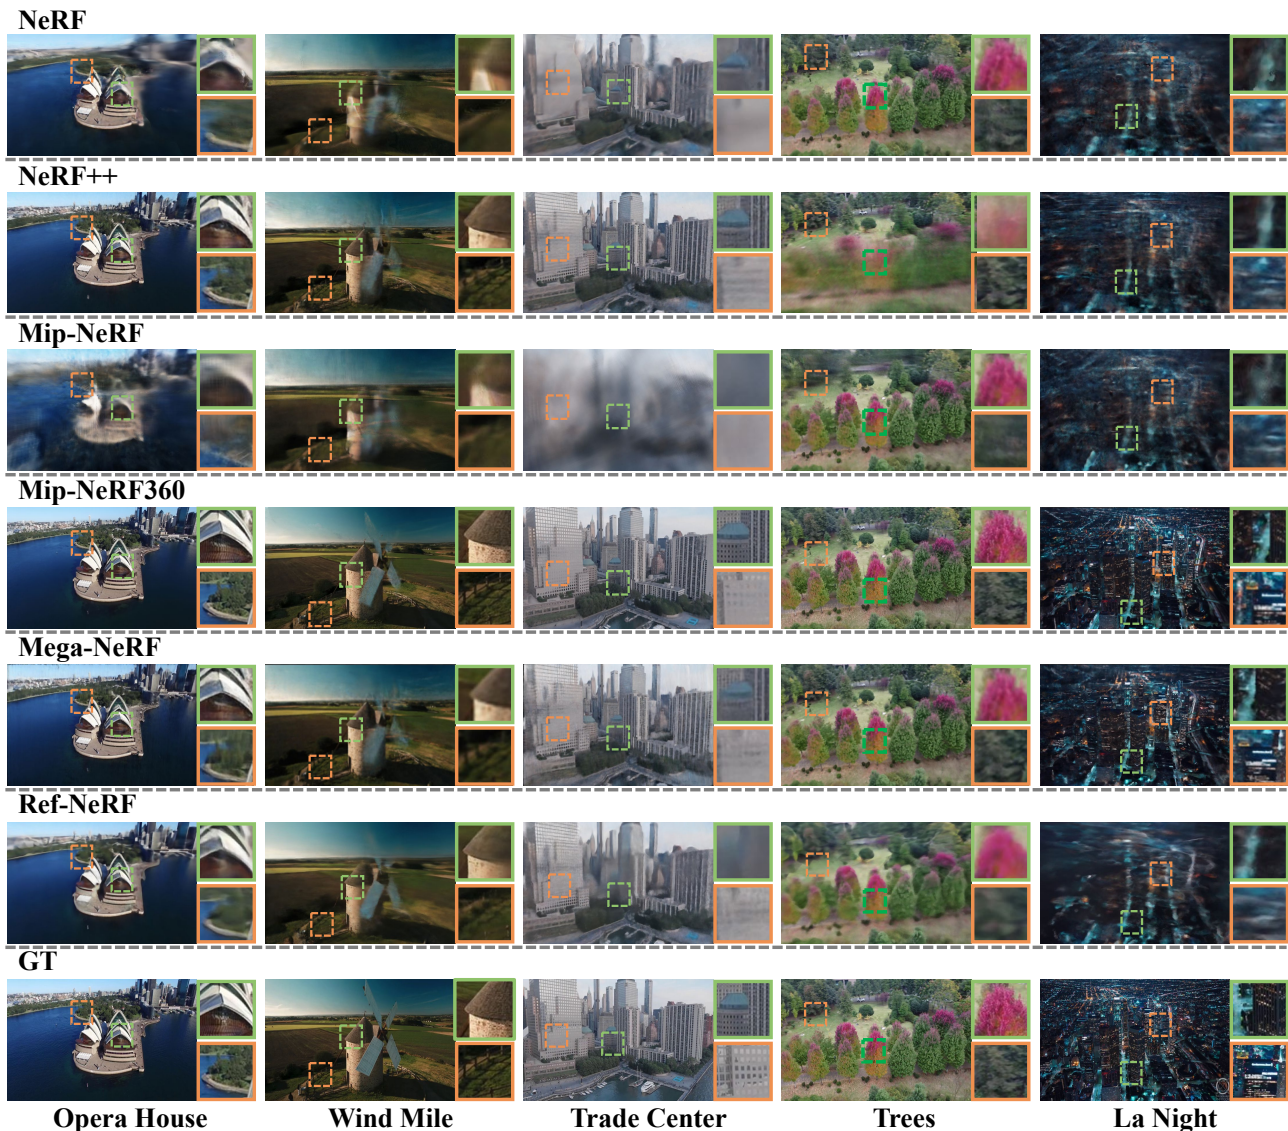 NeRF
NeRF++
Mip-NeRF
Mip-NeRF360
Mega-NeRF
Ref-NeRF
GT
Opera House Wind Mile Trade Center Trees La Night